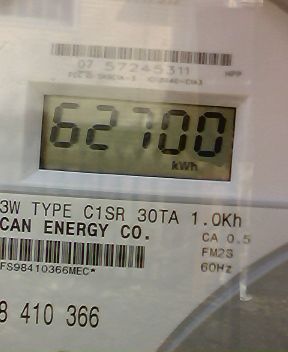 07 57245311 HPP
62700
kWh
3W TYPE C1SR 30TA 1.0Kh
CAN ENERGY CO. CA 0.5
FM2S
FS98410366MEC*
60Hz
8 410 366